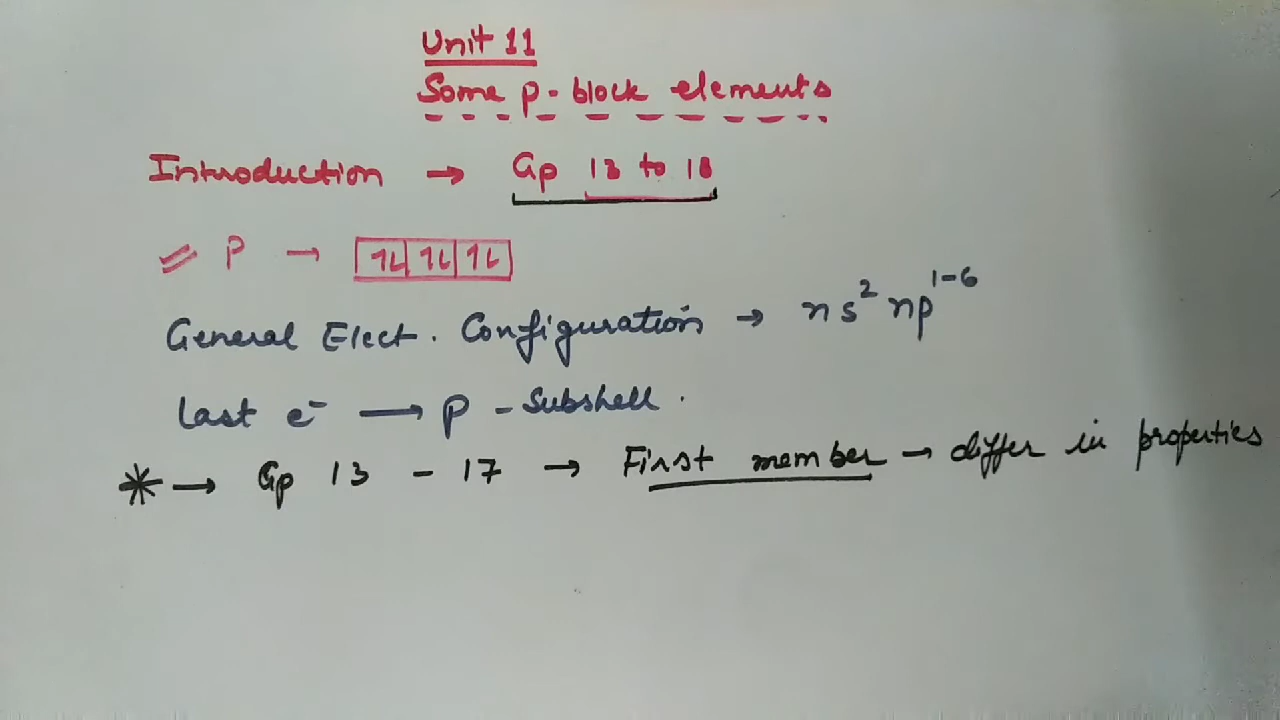 Unit 11
Some p-block elements
Introduction → Gp 13 to 18
P → 1L 1L 1L
General Elect. Configuration → ns² np¹⁻⁶
last e⁻ → p - Subshell.
* → Gp 13 - 17 → First member → differ in properties